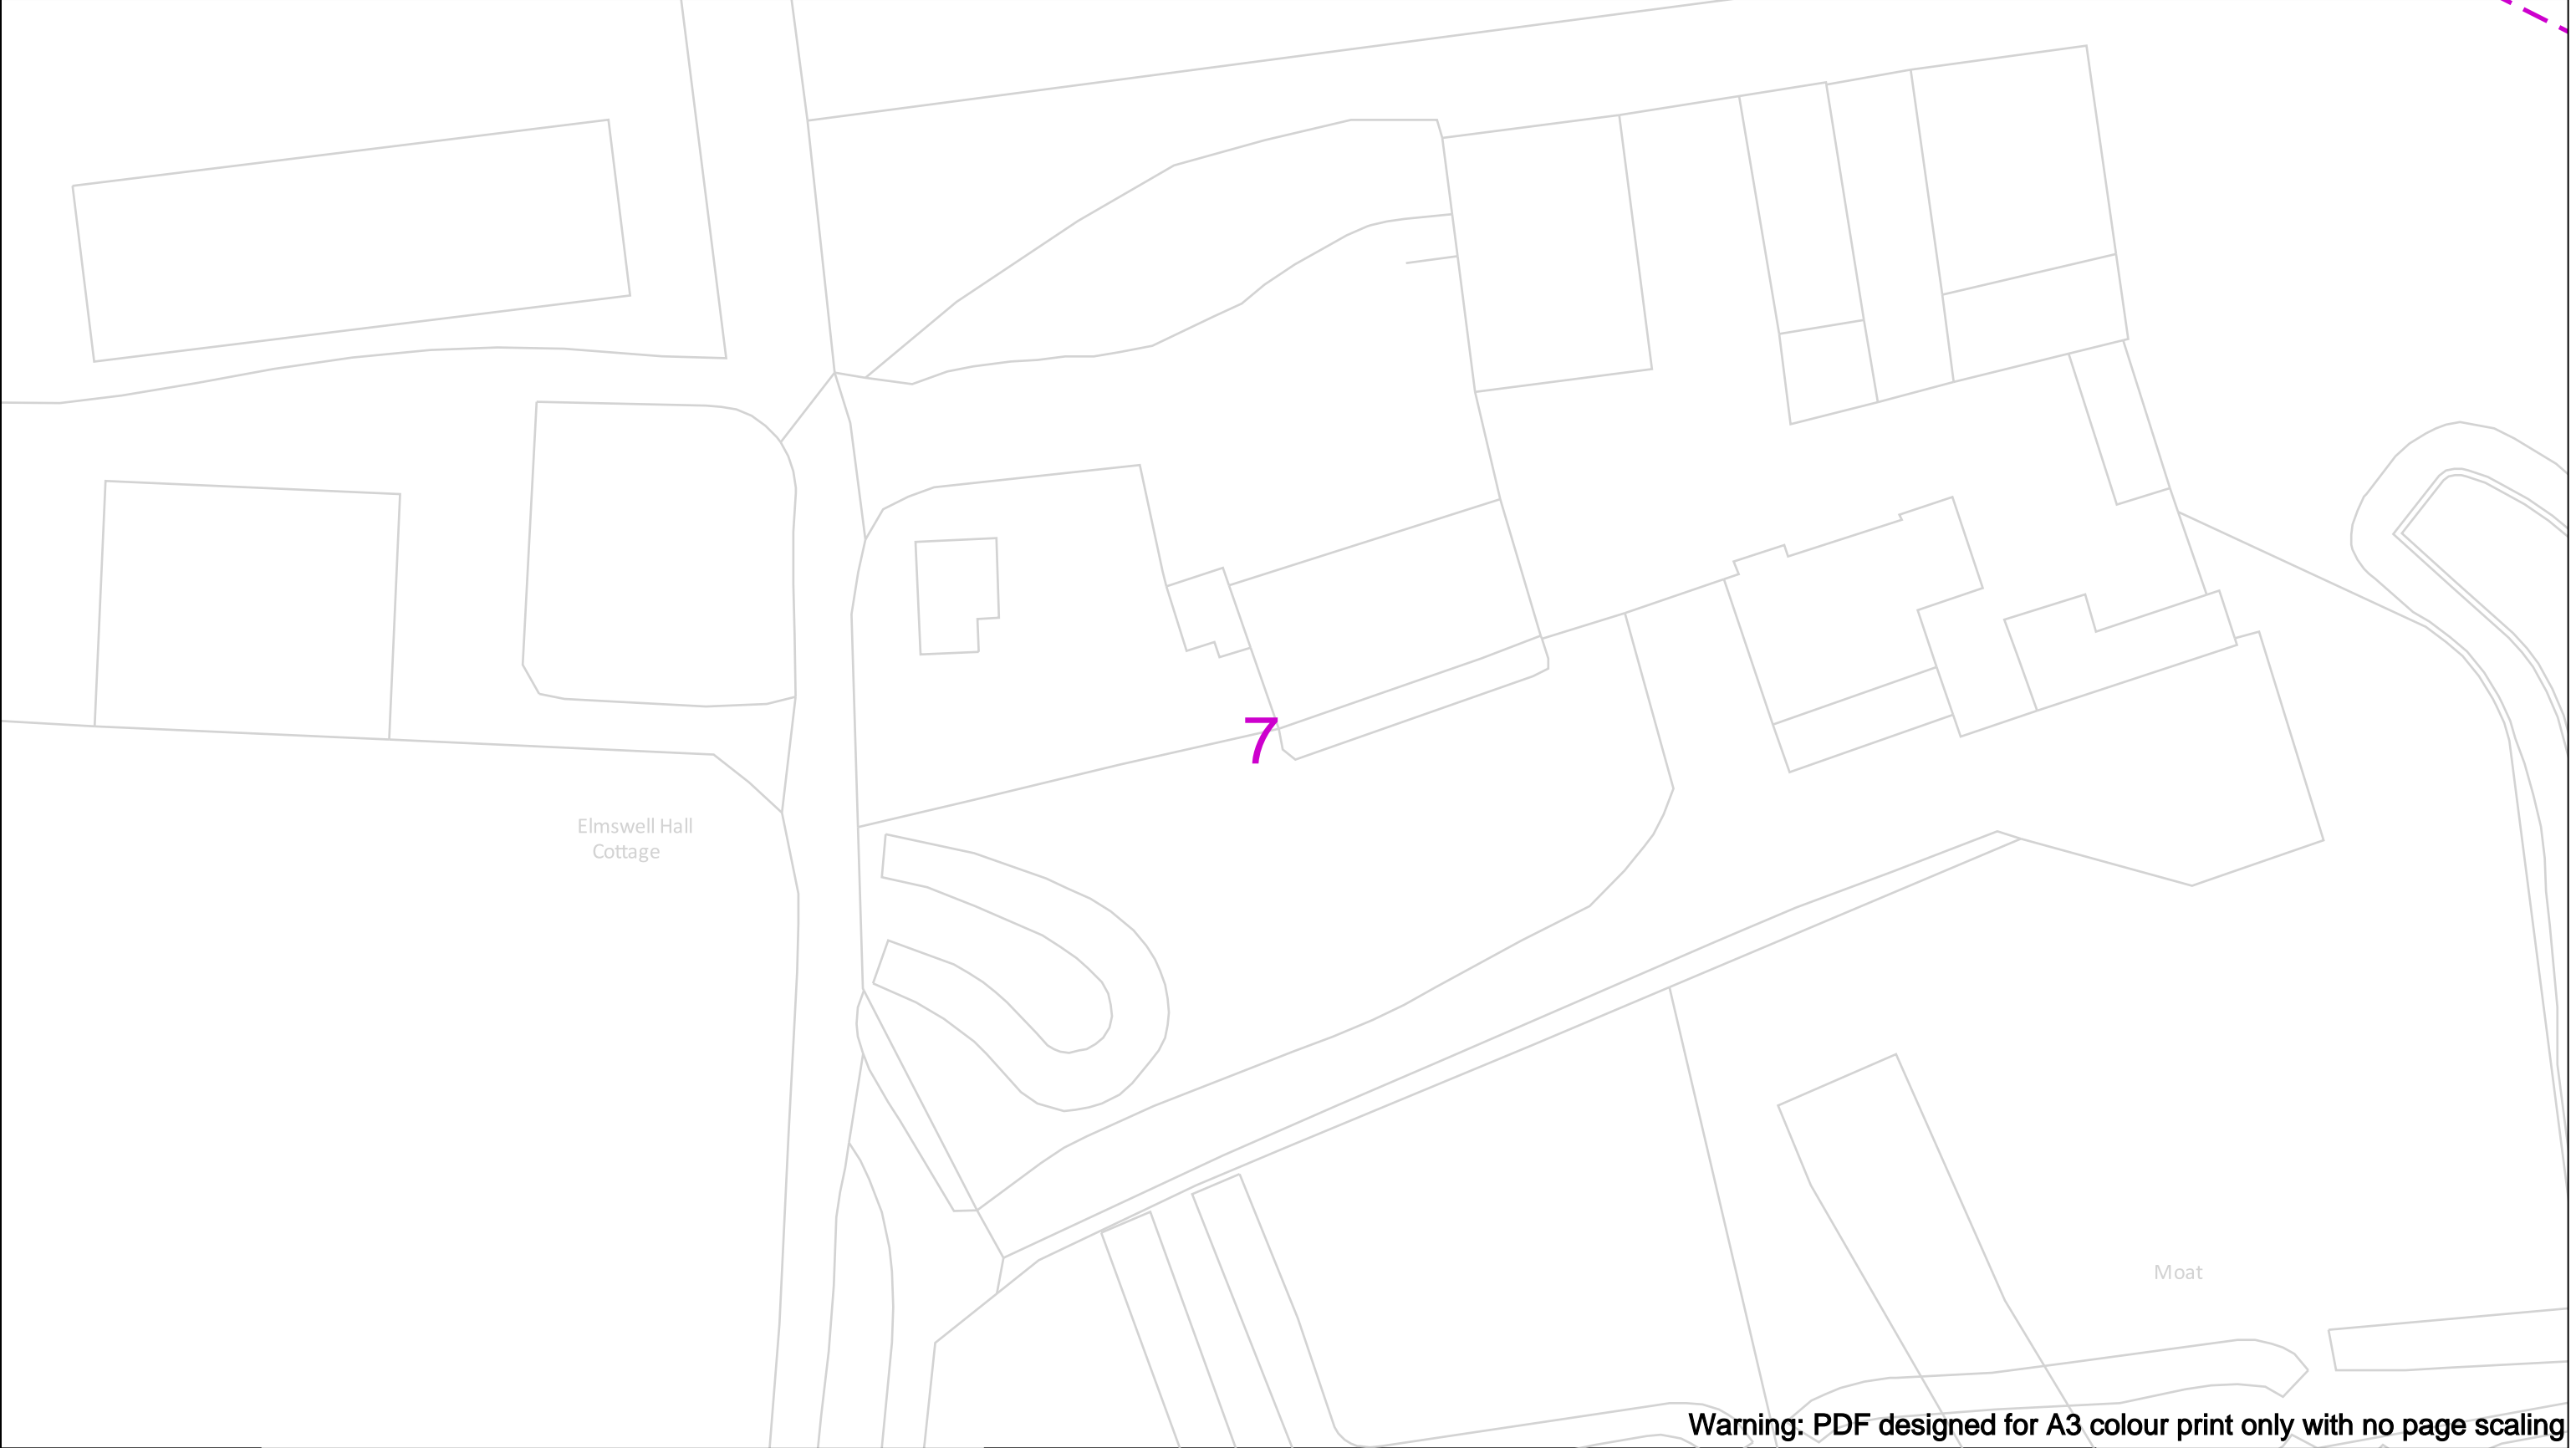 7
Elmswell Hall
Cottage
Moat
Warning: PDF designed for A3 colour print only with no page scaling